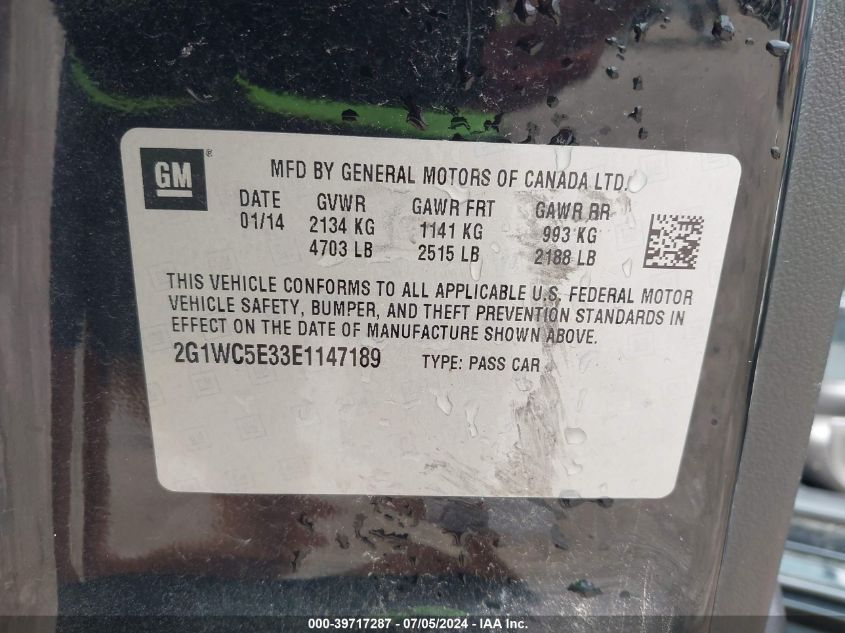 GM ®
MFD BY GENERAL MOTORS OF CANADA LTD.
DATE GVWR GAWR FRT GAWR RR
01/14 2134 KG 1141 KG 993 KG
4703 LB 2515 LB 2188 LB
THIS VEHICLE CONFORMS TO ALL APPLICABLE U.S. FEDERAL MOTOR
VEHICLE SAFETY, BUMPER, AND THEFT PREVENTION STANDARDS IN
EFFECT ON THE DATE OF MANUFACTURE SHOWN ABOVE.
2G1WC5E33E1147189 TYPE: PASS CAR
000-39717287 / 07/05/2024 / IAA Inc.